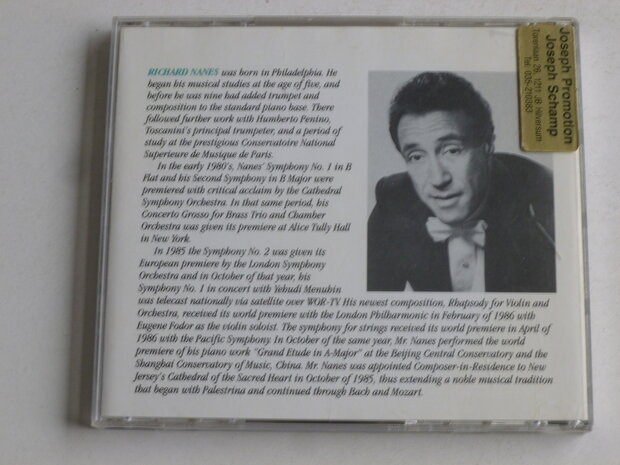 RICHARD NANES was born in Philadelphia. He
began his musical studies at the age of five, and
before he was nine had added trumpet and
composition to the standard piano base. There
followed further work with Humberto Penino,
Toscanini's principal trumpeter, and a period of
study at the prestigious Conservatoire National
Superieure de Musique de Paris.
In the early 1980's, Nanes' Symphony No. 1 in B
Flat and his Second Symphony in B Major were
premiered with critical acclaim by the Cathedral
Symphony Orchestra. In that same period, his
Concerto Grosso for Brass Trio and Chamber
Orchestra was given its premiere at Alice Tully Hall
in New York.
In 1985 the Symphony No. 2 was given its
European premiere by the London Symphony
Orchestra and in October of that year, his
Symphony No. 1 in concert with Yehudi Menuhin
was telecast nationally via satellite over WOR-TV. His newest composition, Rhapsody for Violin and
Orchestra, received its world premiere with the London Philharmonic in February of 1986 with
Eugene Fodor as the violin soloist. The symphony for strings received its world premiere in April of
1986 with the Pacific Symphony. In October of the same year, Mr. Nanes performed the world
premiere of his piano work "Grand Etude in A-Major" at the Beijing Central Conservatory and the
Shanghai Conservatory of Music, China. Mr. Nanes was appointed Composer-in-Residence to New
Jersey's Cathedral of the Sacred Heart in October of 1985, thus extending a noble musical tradition
that began with Palestrina and continued through Bach and Mozart.
Joseph Promotion
Joseph Schamp
Torenlaan 26, 1211 JB Hilversum
Tel: 035-210383